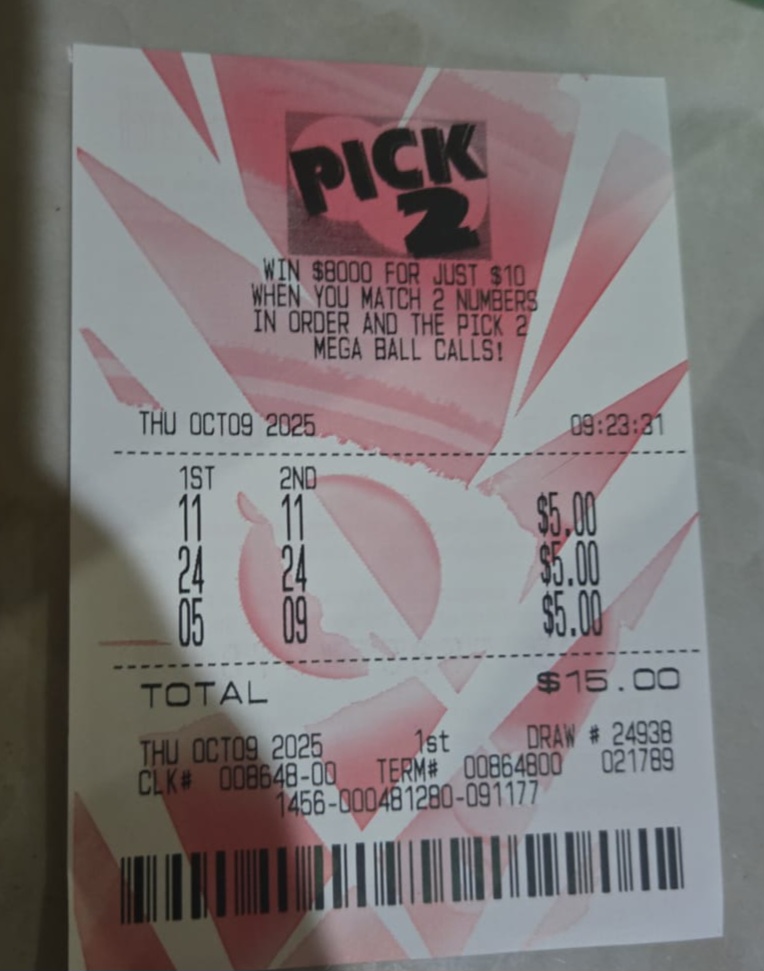 PICK
2
WIN $8000 FOR JUST $10
WHEN YOU MATCH 2 NUMBERS
IN ORDER AND THE PICK 2
MEGA BALL CALLS!
THU OCT09 2025 09:23:31
1ST 2ND
11 11 $5.00
24 24 $5.00
05 09 $5.00
TOTAL $15.00
THU OCT09 2025 1st DRAW # 24938
CLK# 008648-00 TERM# 00864800 021789
1456-000481280-091177